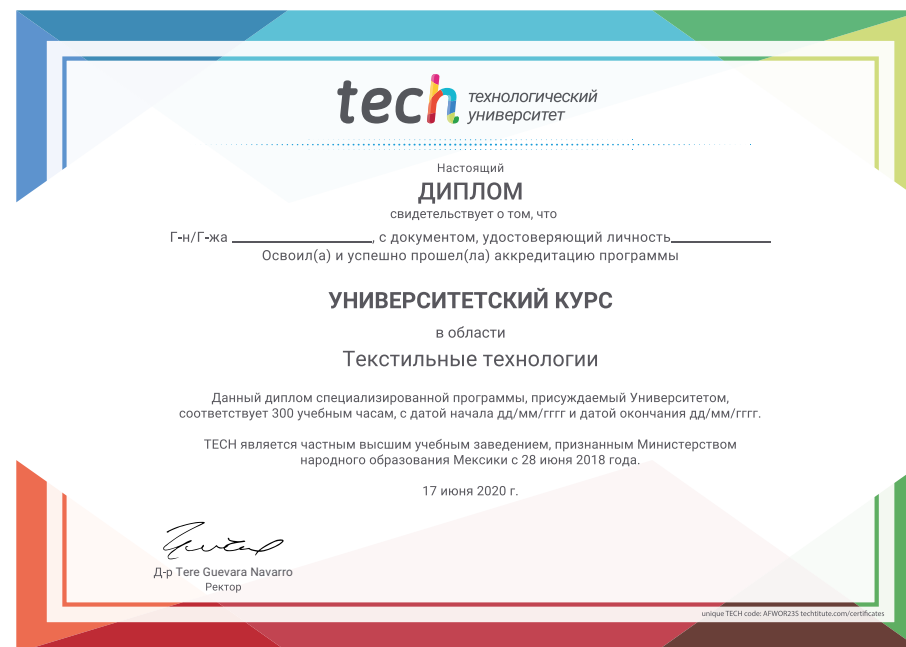 tech технологический
университет
Настоящий
ДИПЛОМ
свидетельствует о том, что
Г-н/Г-жа ____________________, с документом, удостоверяющий личность______________
Освоил(а) и успешно прошел(ла) аккредитацию программы
УНИВЕРСИТЕТСКИЙ КУРС
в области
Текстильные технологии
Данный диплом специализированной программы, присуждаемый Университетом,
соответствует 300 учебным часам, с датой начала дд/мм/гггг и датой окончания дд/мм/гггг.
TECH является частным высшим учебным заведением, признанным Министерством
народного образования Мексики с 28 июня 2018 года.
17 июня 2020 г.
Д-р Tere Guevara Navarro
Ректор
unique TECH code: AFWOR23S techtitute.com/certificates